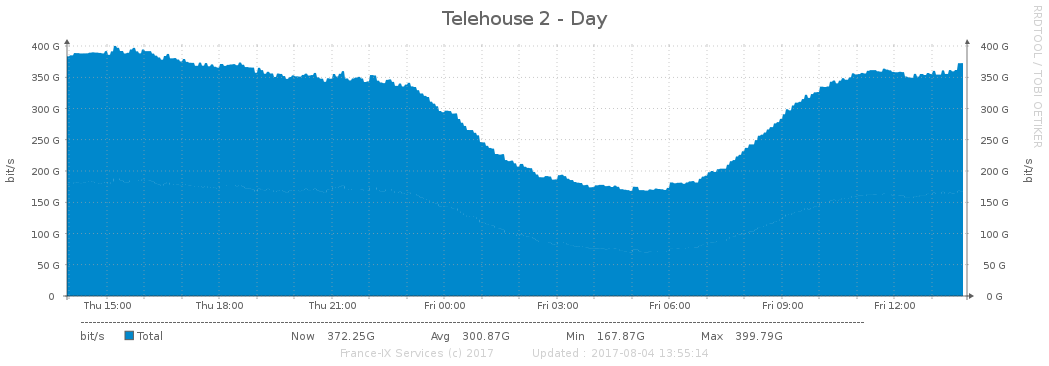 Telehouse 2 - Day
RRDTOOL / TOBI OETIKER
bit/s
400 G 400 G
350 G 350 G
300 G 300 G
250 G 250 G
200 G 200 G
150 G 150 G
100 G 100 G
50 G 50 G
0 0 G
bit/s
Thu 15:00 Thu 18:00 Thu 21:00 Fri 00:00 Fri 03:00 Fri 06:00 Fri 09:00 Fri 12:00
bit/s Total Now 372.25G Avg 300.87G Min 167.87G Max 399.79G
France-IX Services (c) 2017 Updated : 2017-08-04 13:55:14